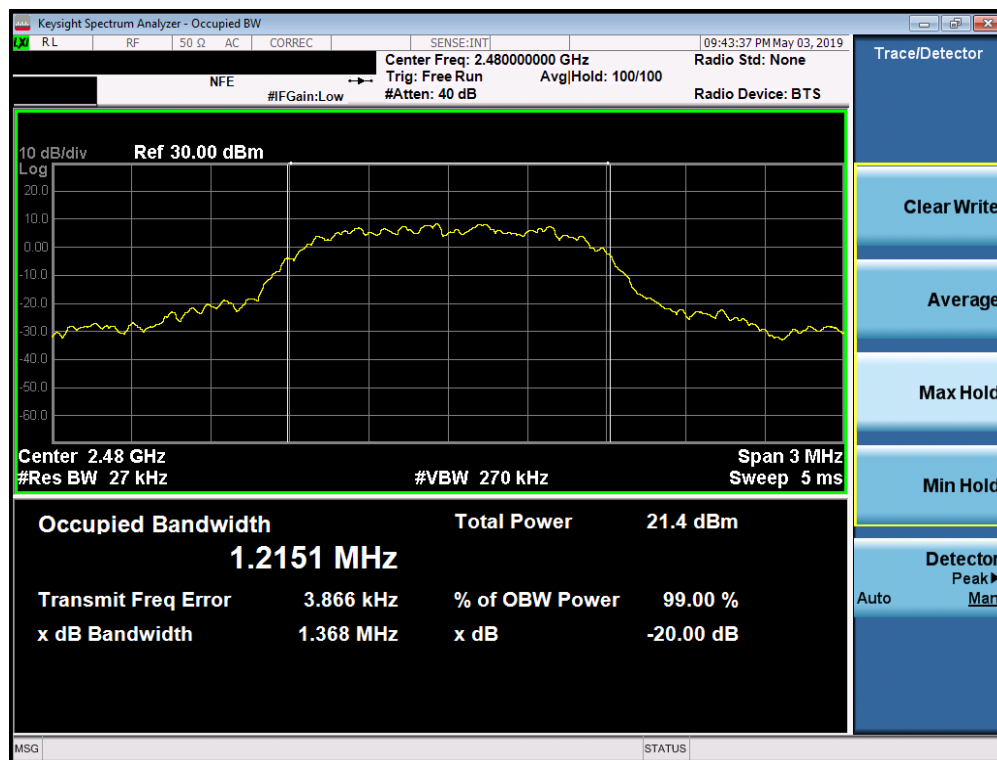 Keysight Spectrum Analyzer - Occupied BW
LXI RL RF 50 Ω AC CORREC SENSE:INT 09:43:37 PM May 03, 2019
Center Freq: 2.480000000 GHz Radio Std: None
NFE Trig: Free Run Avg|Hold: 100/100
#IFGain:Low #Atten: 40 dB Radio Device: BTS
10 dB/div Ref 30.00 dBm
Log
20.0
10.0
0.00
-10.0
-20.0
-30.0
-40.0
-50.0
-60.0
Center 2.48 GHz Span 3 MHz
#Res BW 27 kHz #VBW 270 kHz Sweep 5 ms
Occupied Bandwidth Total Power 21.4 dBm
1.2151 MHz
Transmit Freq Error 3.866 kHz % of OBW Power 99.00 %
x dB Bandwidth 1.368 MHz x dB -20.00 dB
Trace/Detector
Clear Write
Average
Max Hold
Min Hold
Detector
Peak▶
Auto Man
MSG STATUS